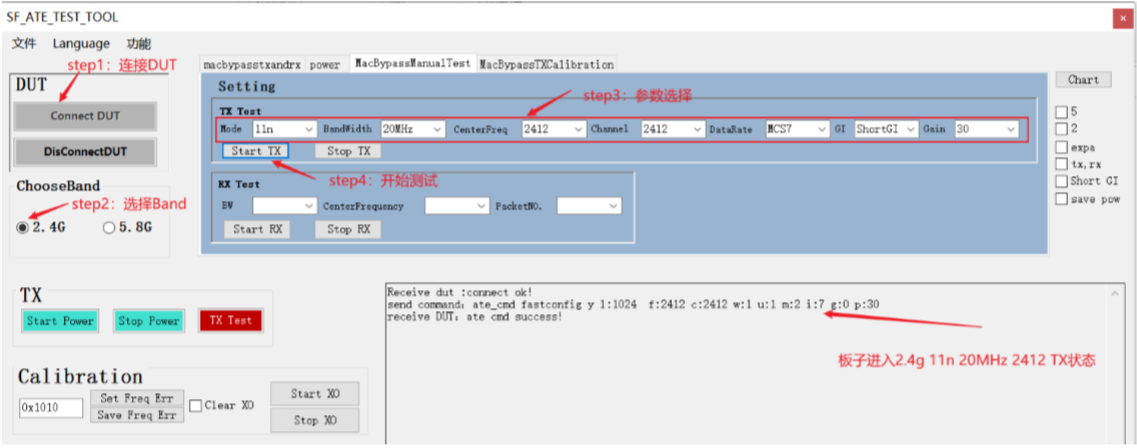 SF_ATE_TEST_TOOL
文件 Language 功能
step1：连接DUT
DUT
Connect DUT
DisConnectDUT
ChooseBand
step2：选择Band
2.4G 5.8G
macbypasstxandrx power MacBypassManualTest MacBypassTXCalibration
Setting
step3：参数选择
TX Test
Mode 11n BandWidth 20MHz CenterFreq 2412 Channel 2412 DataRate MCS7 GI ShortGI Gain 30
Start TX Stop TX
step4：开始测试
RX Test
BW CenterFrequency PacketNO.
Start RX Stop RX
Chart
5
2
expa
tx,rx
Short GI
save pow
TX
Start Power Stop Power TX Test
Calibration
0x1010
Set Freq Err
Save Freq Err
Clear XO
Start XO
Stop XO
Receive dut :connect ok!
send command: ate_cmd fastconfig y l:1024 f:2412 c:2412 w:1 u:1 m:2 i:7 g:0 p:30
receive DUT: ate cmd success!
板子进入2.4g 11n 20MHz 2412 TX状态